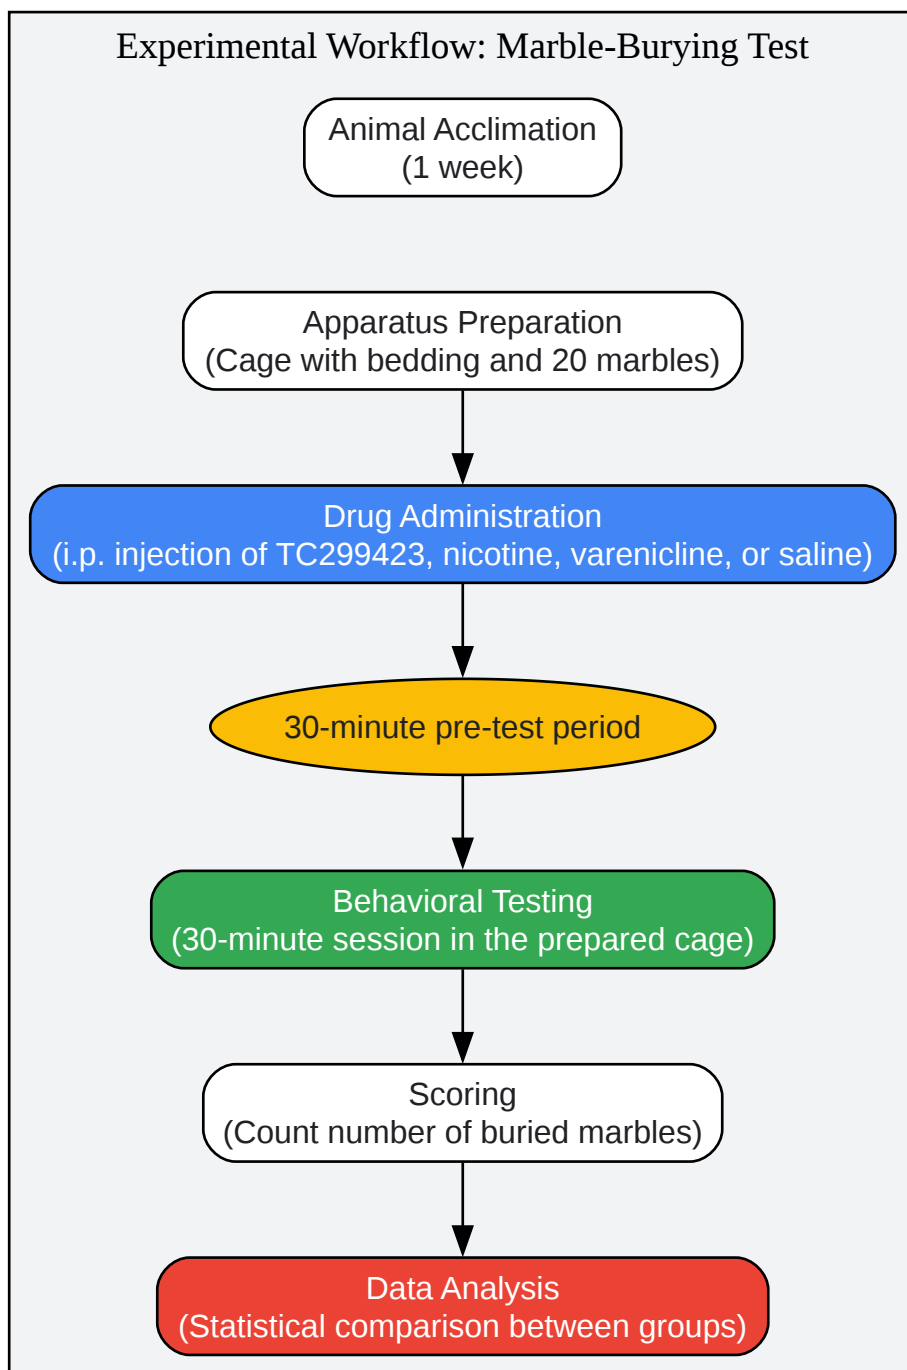 Experimental Workflow: Marble-Burying Test
Animal Acclimation
(1 week)
Apparatus Preparation
(Cage with bedding and 20 marbles)
Drug Administration
(i.p. injection of TC299423, nicotine, varenicline, or saline)
30-minute pre-test period
Behavioral Testing
(30-minute session in the prepared cage)
Scoring
(Count number of buried marbles)
Data Analysis
(Statistical comparison between groups)